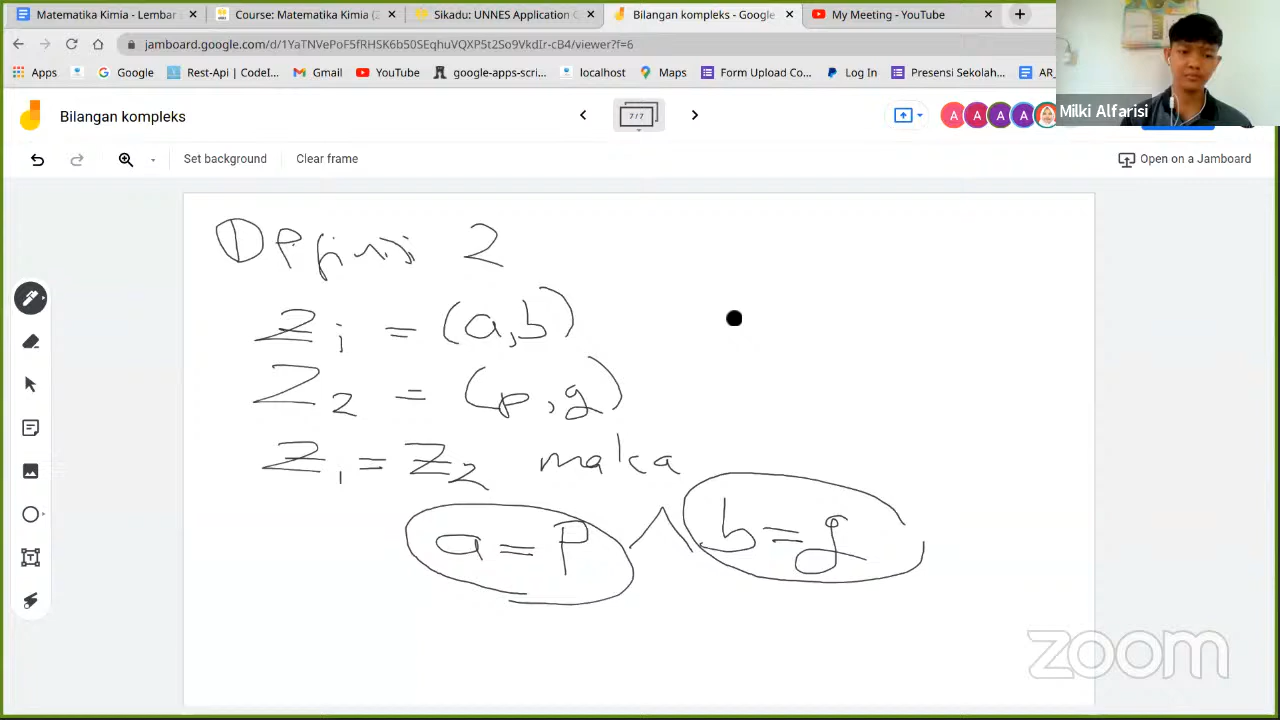 Matematika Kimia - Lembar
Course: Matematika Kimia (2
Sikadu: UNNES Application C
Bilangan kompleks - Google
My Meeting - YouTube
jamboard.google.com/d/1YaTNVePoF5fRHSK6b50SEqhuVQXP5t2So9VkdIr-cB4/viewer?f=6
Apps
Google
Rest-Api | CodeI...
Gmail
YouTube
google-apps-scri...
localhost
Maps
Form Upload Co...
Log In
Presensi Sekolah...
AR_
Milki Alfarisi
Bilangan kompleks
7/7
A A A A
Set background
Clear frame
Open on a Jamboard
Definisi 2
Z1 = (a,b)
Z2 = (p,q)
Z1 = Z2 maka
a = p ∧ b = q
zoom